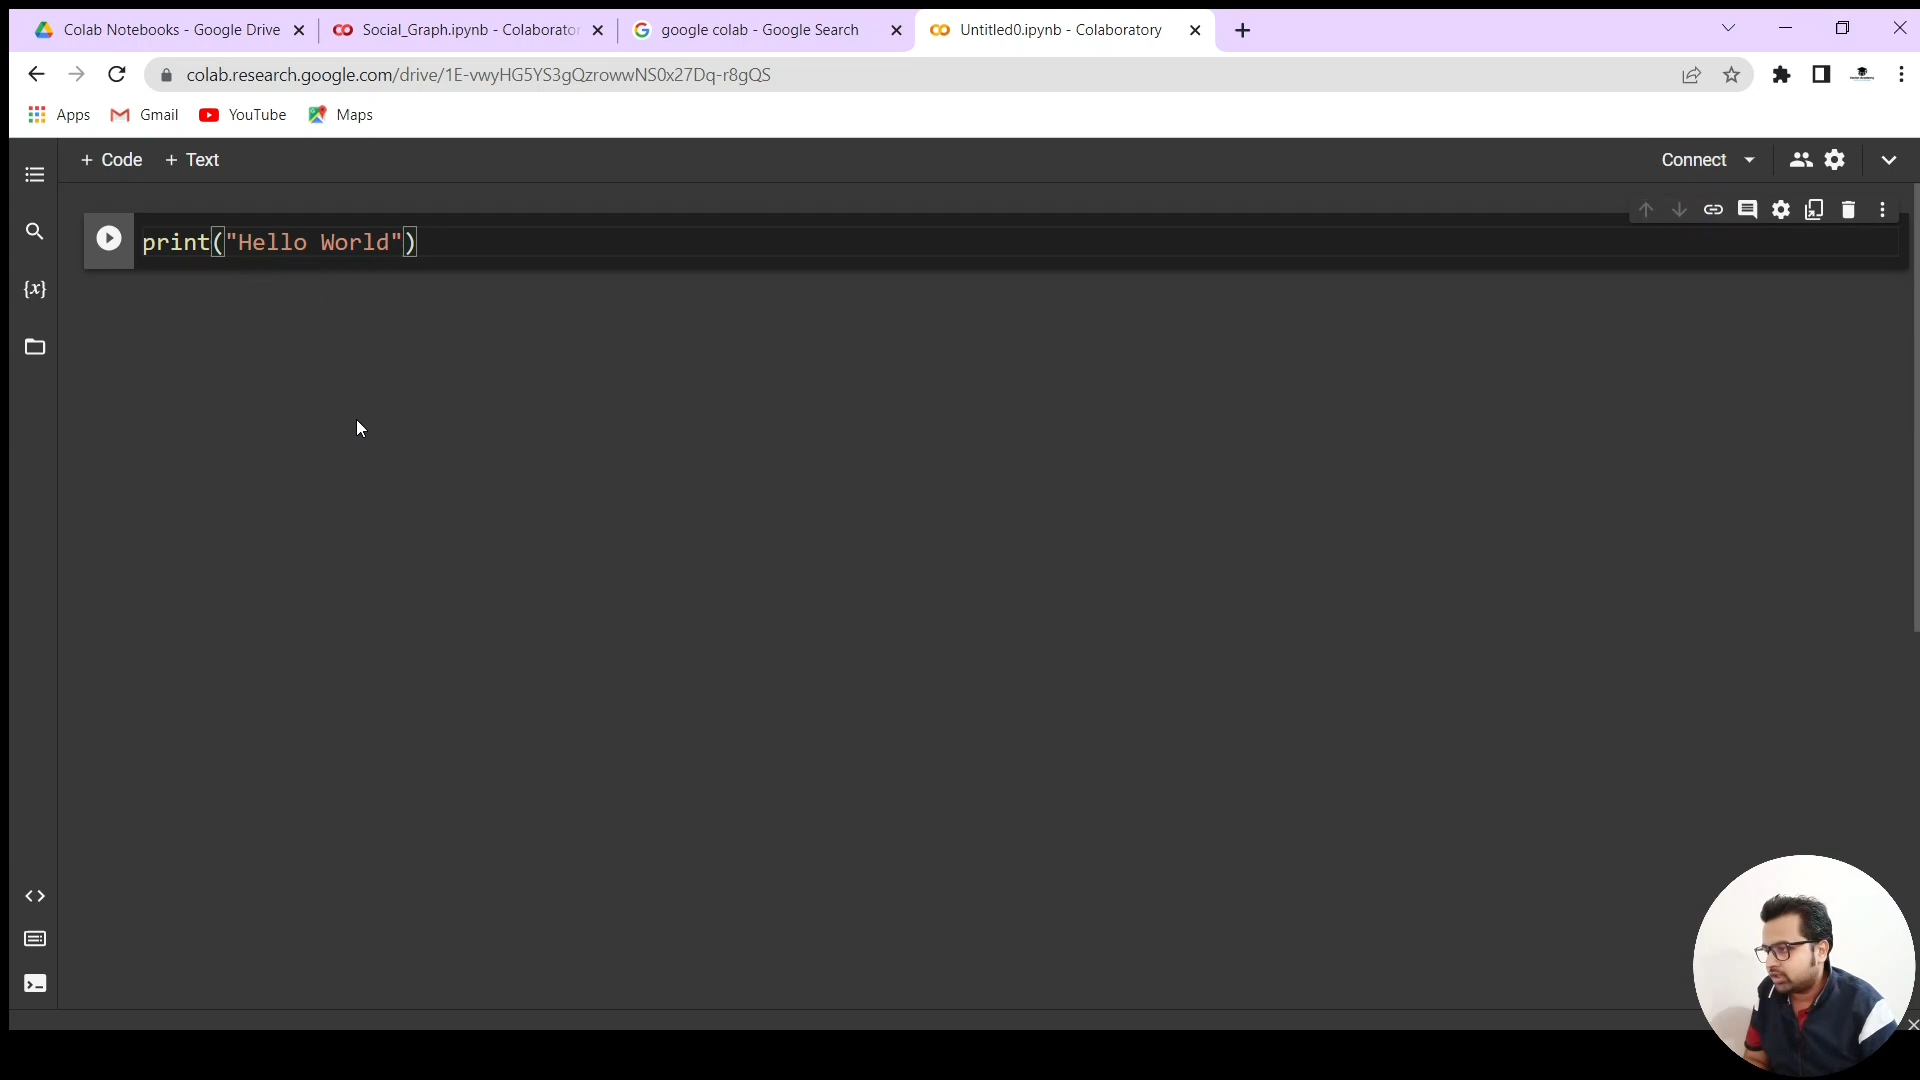 Colab Notebooks - Google Drive
Social_Graph.ipynb - Colaborator
google colab - Google Search
Untitled0.ipynb - Colaboratory
colab.research.google.com/drive/1E-vwyHG5YS3gQzrowwNS0x27Dq-r8gQS
Apps
Gmail
YouTube
Maps
+ Code
+ Text
Connect
{x}
print("Hello World")